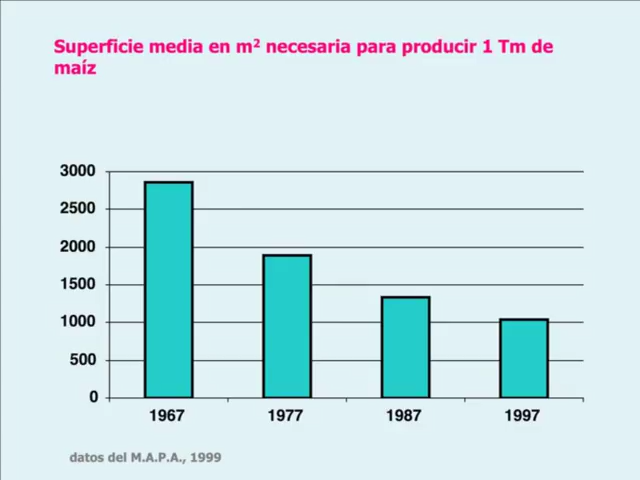 Superficie media en m² necesaria para producir 1 Tm de
maíz
3000
2500
2000
1500
1000
500
0
1967 1977 1987 1997
datos del M.A.P.A., 1999